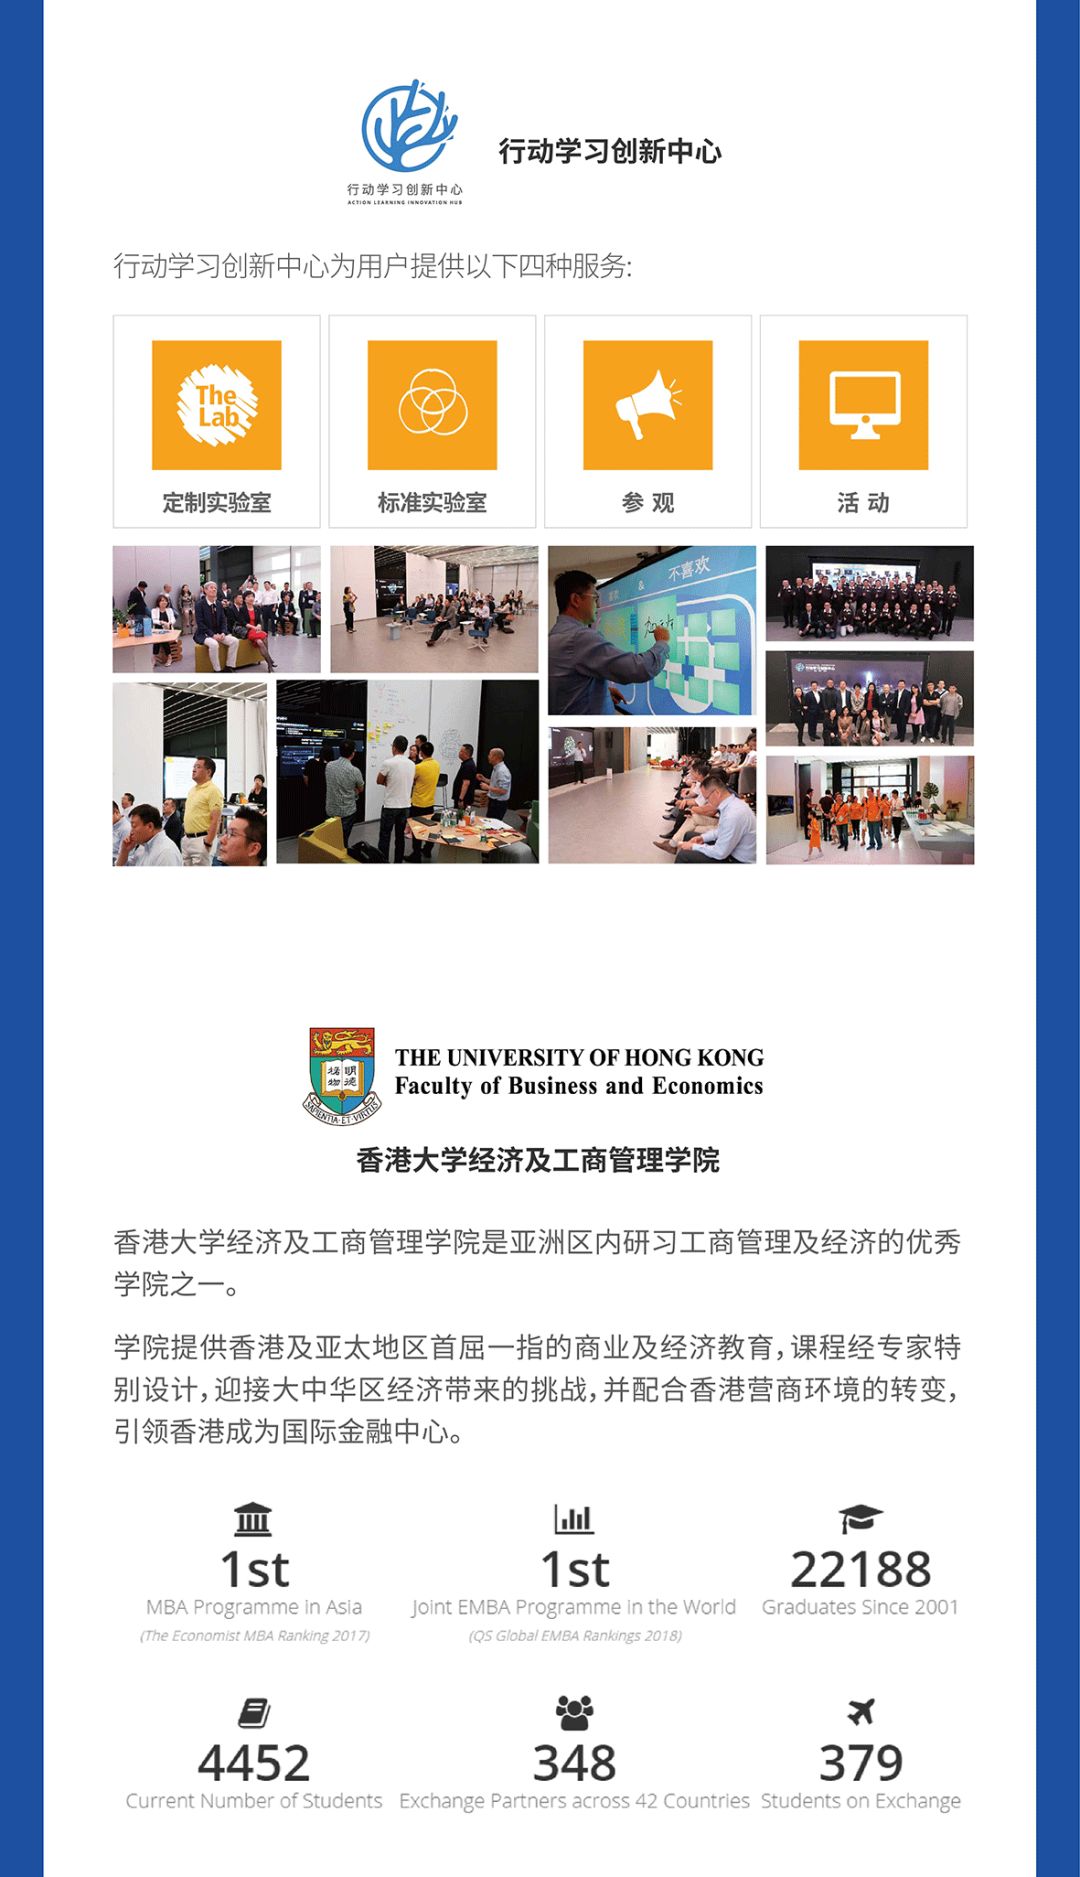 行动学习创新中心
ACTION LEARNING INNOVATION HUB
行动学习创新中心
行动学习创新中心为用户提供以下四种服务:
The
Lab
定制实验室
标准实验室
参 观
活 动
& 不喜欢
THE UNIVERSITY OF HONG KONG
Faculty of Business and Economics
明德
格物
SAPIENTIA·ET·VIRTUS
香港大学经济及工商管理学院
香港大学经济及工商管理学院是亚洲区内研习工商管理及经济的优秀
学院之一。
学院提供香港及亚太地区首屈一指的商业及经济教育，课程经专家特
别设计，迎接大中华区经济带来的挑战，并配合香港营商环境的转变，
引领香港成为国际金融中心。
1st
MBA Programme in Asia
(The Economist MBA Ranking 2017)
1st
Joint EMBA Programme in the World
(QS Global EMBA Rankings 2018)
22188
Graduates Since 2001
4452
Current Number of Students
348
Exchange Partners across 42 Countries
379
Students on Exchange